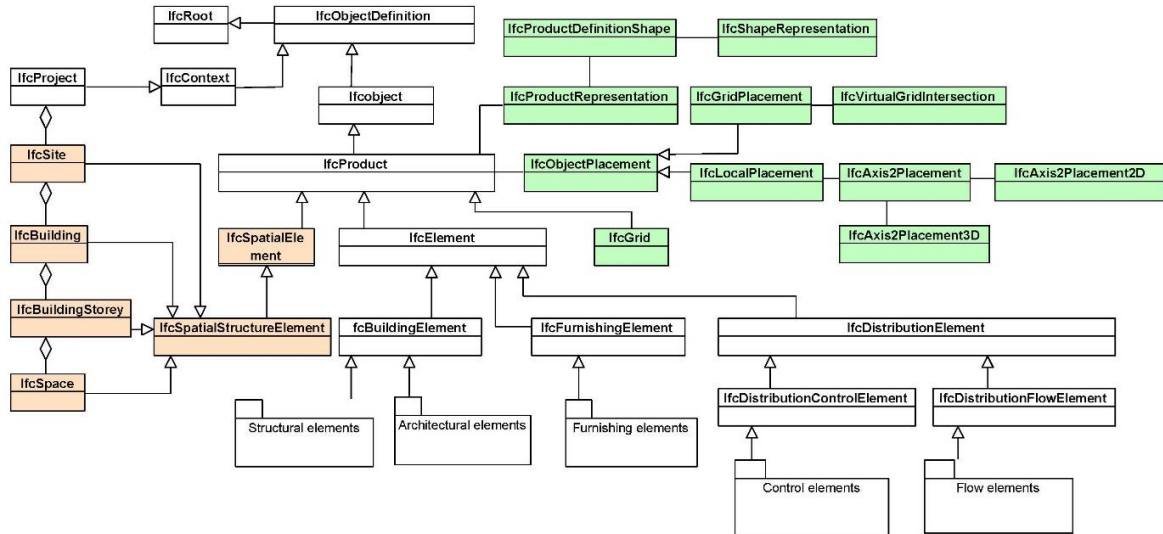 IfcRoot
IfcObjectDefinition
IfcProductDefinitionShape
IfcShapeRepresentation
IfcProject
IfcContext
Ifcobject
IfcProductRepresentation
IfcGridPlacement
IfcVirtualGridIntersection
IfcSite
IfcProduct
IfcObjectPlacement
IfcLocalPlacement
IfcAxis2Placement
IfcAxis2Placement2D
IfcBuilding
IfcSpatialEle
ment
IfcElement
IfcGrid
IfcAxis2Placement3D
IfcBuildingStorey
IfcSpatialStructureElement
fcBuildingElement
IfcFurnishingElement
IfcDistributionElement
IfcSpace
IfcDistributionControlElement
IfcDistributionFlowElement
Structural elements
Architectural elements
Furnishing elements
Control elements
Flow elements